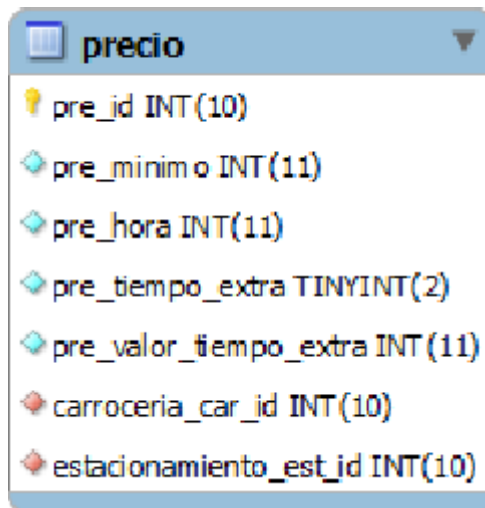 precio
pre_id INT(10)
pre_minimo INT(11)
pre_hora INT(11)
pre_tiempo_extra TINYINT(2)
pre_valor_tiempo_extra INT(11)
carroceria_car_id INT(10)
estacionamiento_est_id INT(10)